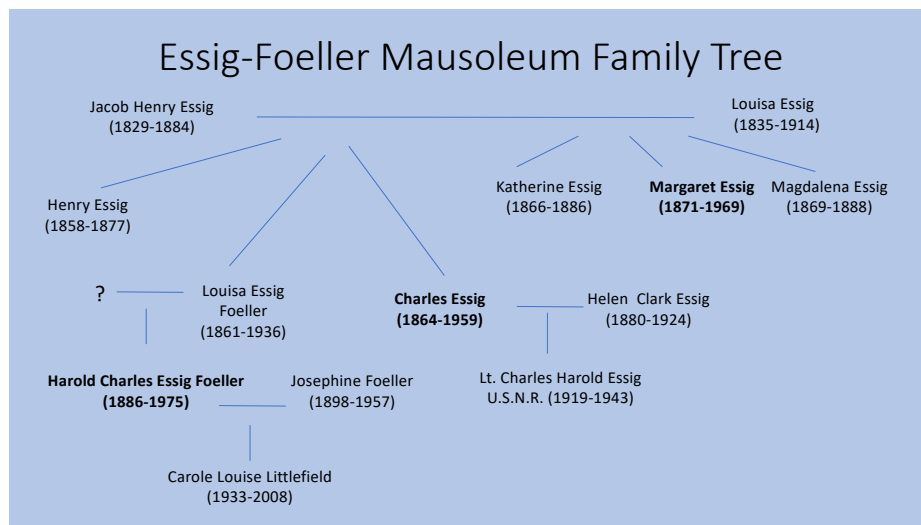 Essig-Foeller Mausoleum Family Tree
Jacob Henry Essig
(1829-1884)
Louisa Essig
(1835-1914)
Henry Essig
(1858-1877)
Katherine Essig
(1866-1886)
Margaret Essig
(1871-1969)
Magdalena Essig
(1869-1888)
?
Louisa Essig
Foeller
(1861-1936)
Charles Essig
(1864-1959)
Helen Clark Essig
(1880-1924)
Harold Charles Essig Foeller
(1886-1975)
Josephine Foeller
(1898-1957)
Lt. Charles Harold Essig
U.S.N.R. (1919-1943)
Carole Louise Littlefield
(1933-2008)